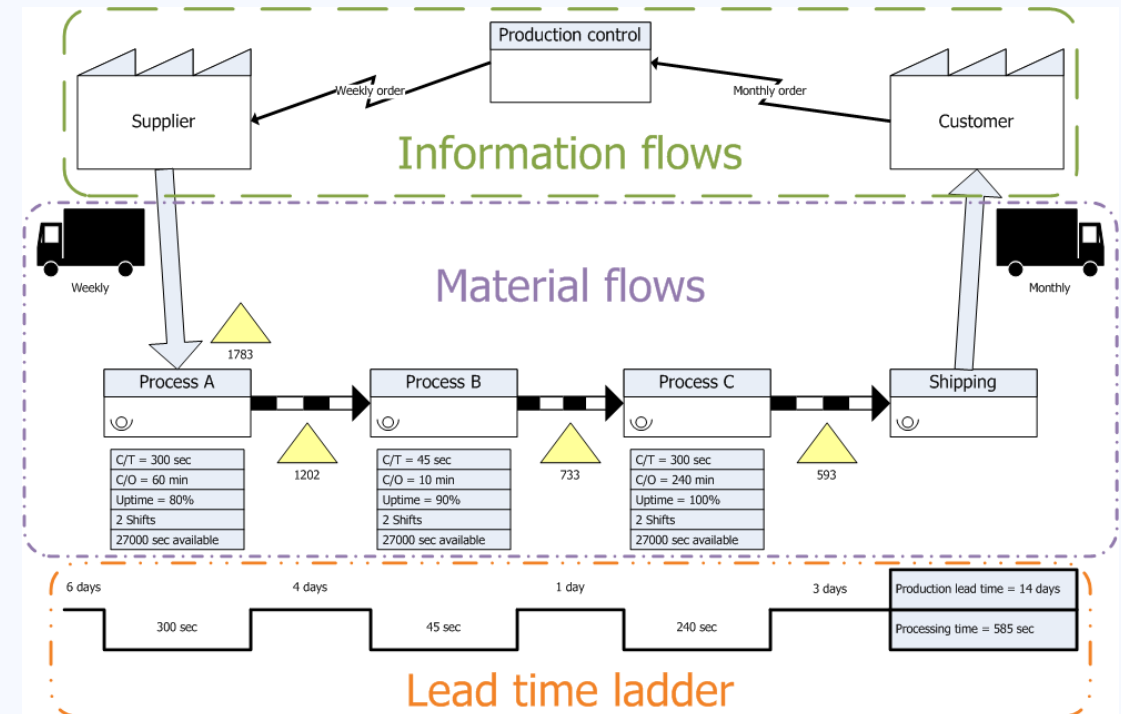 Production control
Weekly order
Monthly order
Supplier
Customer
Information flows
Weekly
Material flows
Monthly
1783
Process A
Process B
Process C
Shipping
1202
733
593
C/T = 300 sec
C/O = 60 min
Uptime = 80%
2 Shifts
27000 sec available
C/T = 45 sec
C/O = 10 min
Uptime = 90%
2 Shifts
27000 sec available
C/T = 300 sec
C/O = 240 min
Uptime = 100%
2 Shifts
27000 sec available
6 days
4 days
1 day
3 days
Production lead time = 14 days
300 sec
45 sec
240 sec
Processing time = 585 sec
Lead time ladder